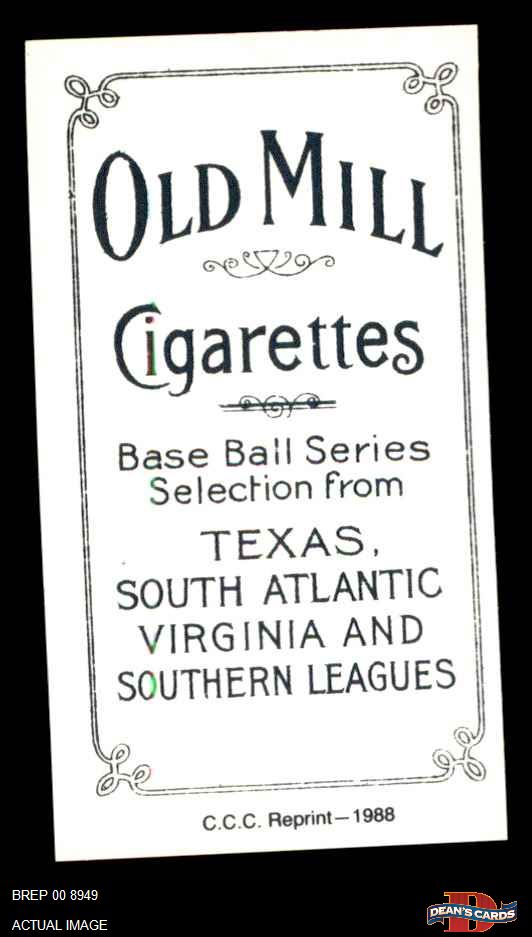 OLD MILL
Cigarettes
Base Ball Series
Selection from
TEXAS,
SOUTH ATLANTIC
VIRGINIA AND
SOUTHERN LEAGUES
C.C.C. Reprint—1988
BREP 00 8949
ACTUAL IMAGE
D
DEAN'S CARDS